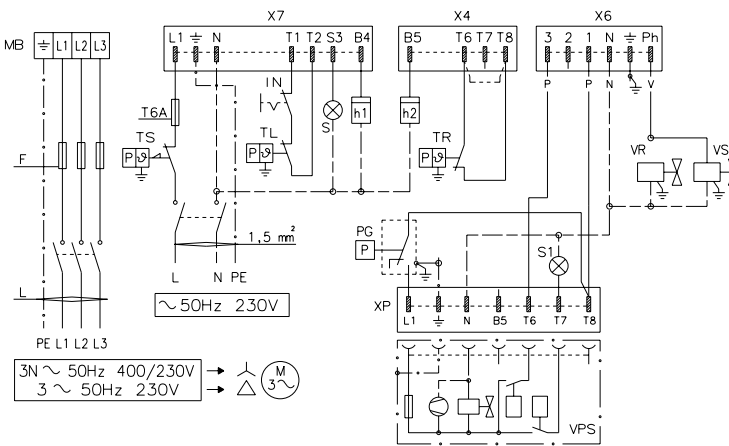 X7 X4 X6
MB L1 L2 L3
L1 N T1 T2 S3 B4
B5 T6 T7 T8
3 2 1 N Ph
P P N V
T6A
IN
TS
P ϑ
TL
P ϑ
S
h1
h2
TR
P ϑ
VR
VS
F
1,5 mm²
L N PE
∼ 50Hz 230V
PG
P
S1
XP
L1 N B5 T6 T7 T8
L
PE L1 L2 L3
3N ∼ 50Hz 400/230V
3 ∼ 50Hz 230V
M
3∼
VPS